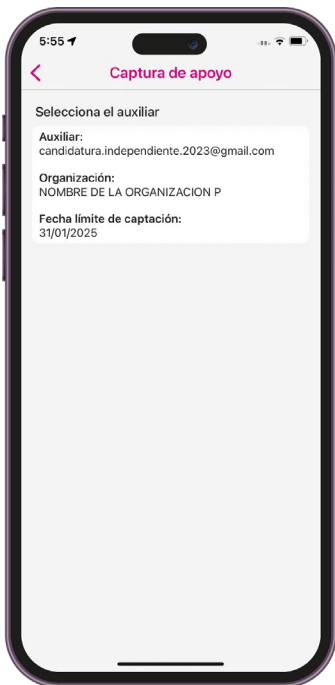 5:55
Captura de apoyo
Selecciona el auxiliar
Auxiliar:
candidatura.independiente.2023@gmail.com
Organización:
NOMBRE DE LA ORGANIZACION P
Fecha límite de captación:
31/01/2025